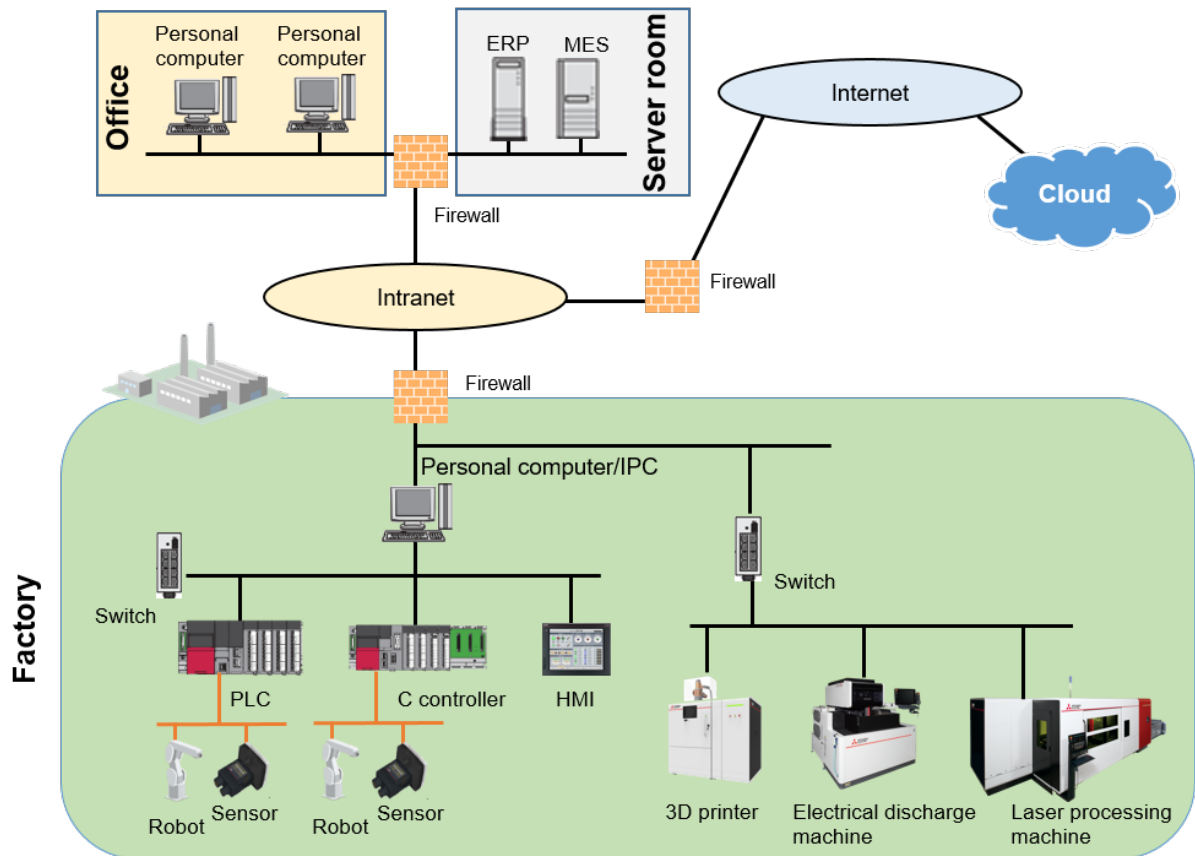 Office
Personal
computer
Personal
computer
ERP
MES
Server room
Internet
Cloud
Firewall
Firewall
Intranet
Firewall
Factory
Personal computer/IPC
Switch
Switch
PLC
C controller
HMI
Robot
Sensor
Robot
Sensor
3D printer
Electrical discharge
machine
Laser processing
machine